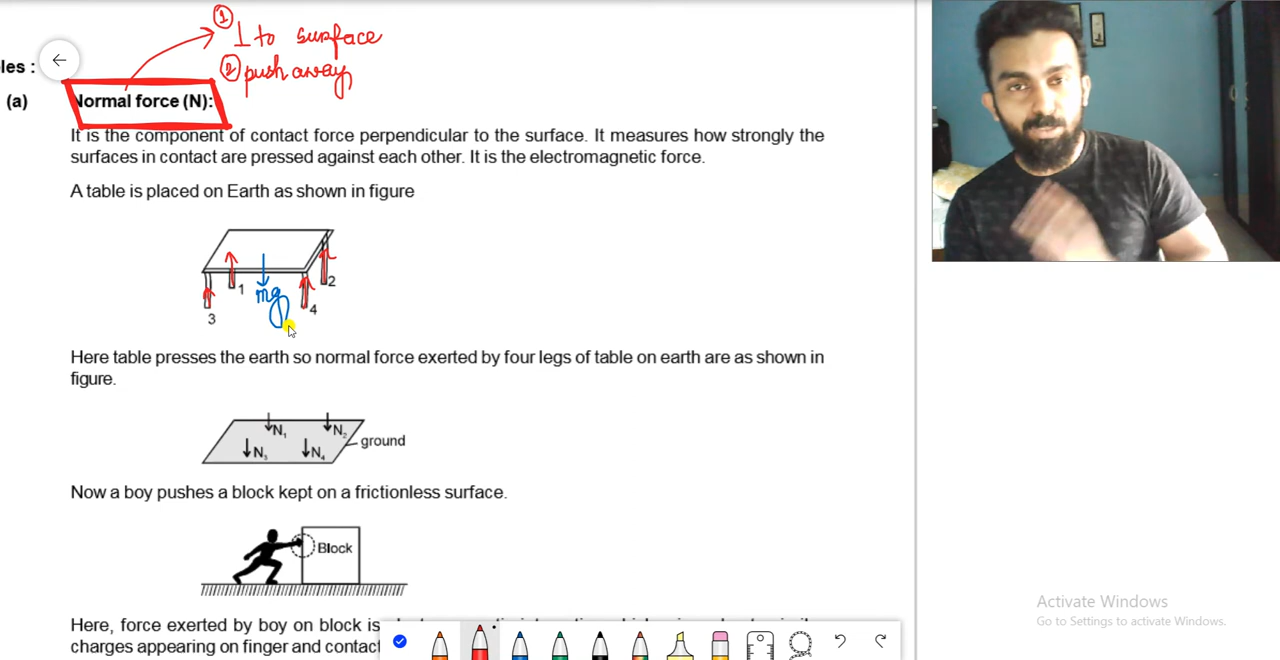 ① ⊥ to surface
② push away
les :
(a) Normal force (N):
It is the component of contact force perpendicular to the surface. It measures how strongly the
surfaces in contact are pressed against each other. It is the electromagnetic force.
A table is placed on Earth as shown in figure
1
2
mg
3
4
Here table presses the earth so normal force exerted by four legs of table on earth are as shown in
figure.
N₁
N₂
N₃
N₄
ground
Now a boy pushes a block kept on a frictionless surface.
Block
Here, force exerted by boy on block is
charges appearing on finger and contact
Activate Windows
Go to Settings to activate Windows.